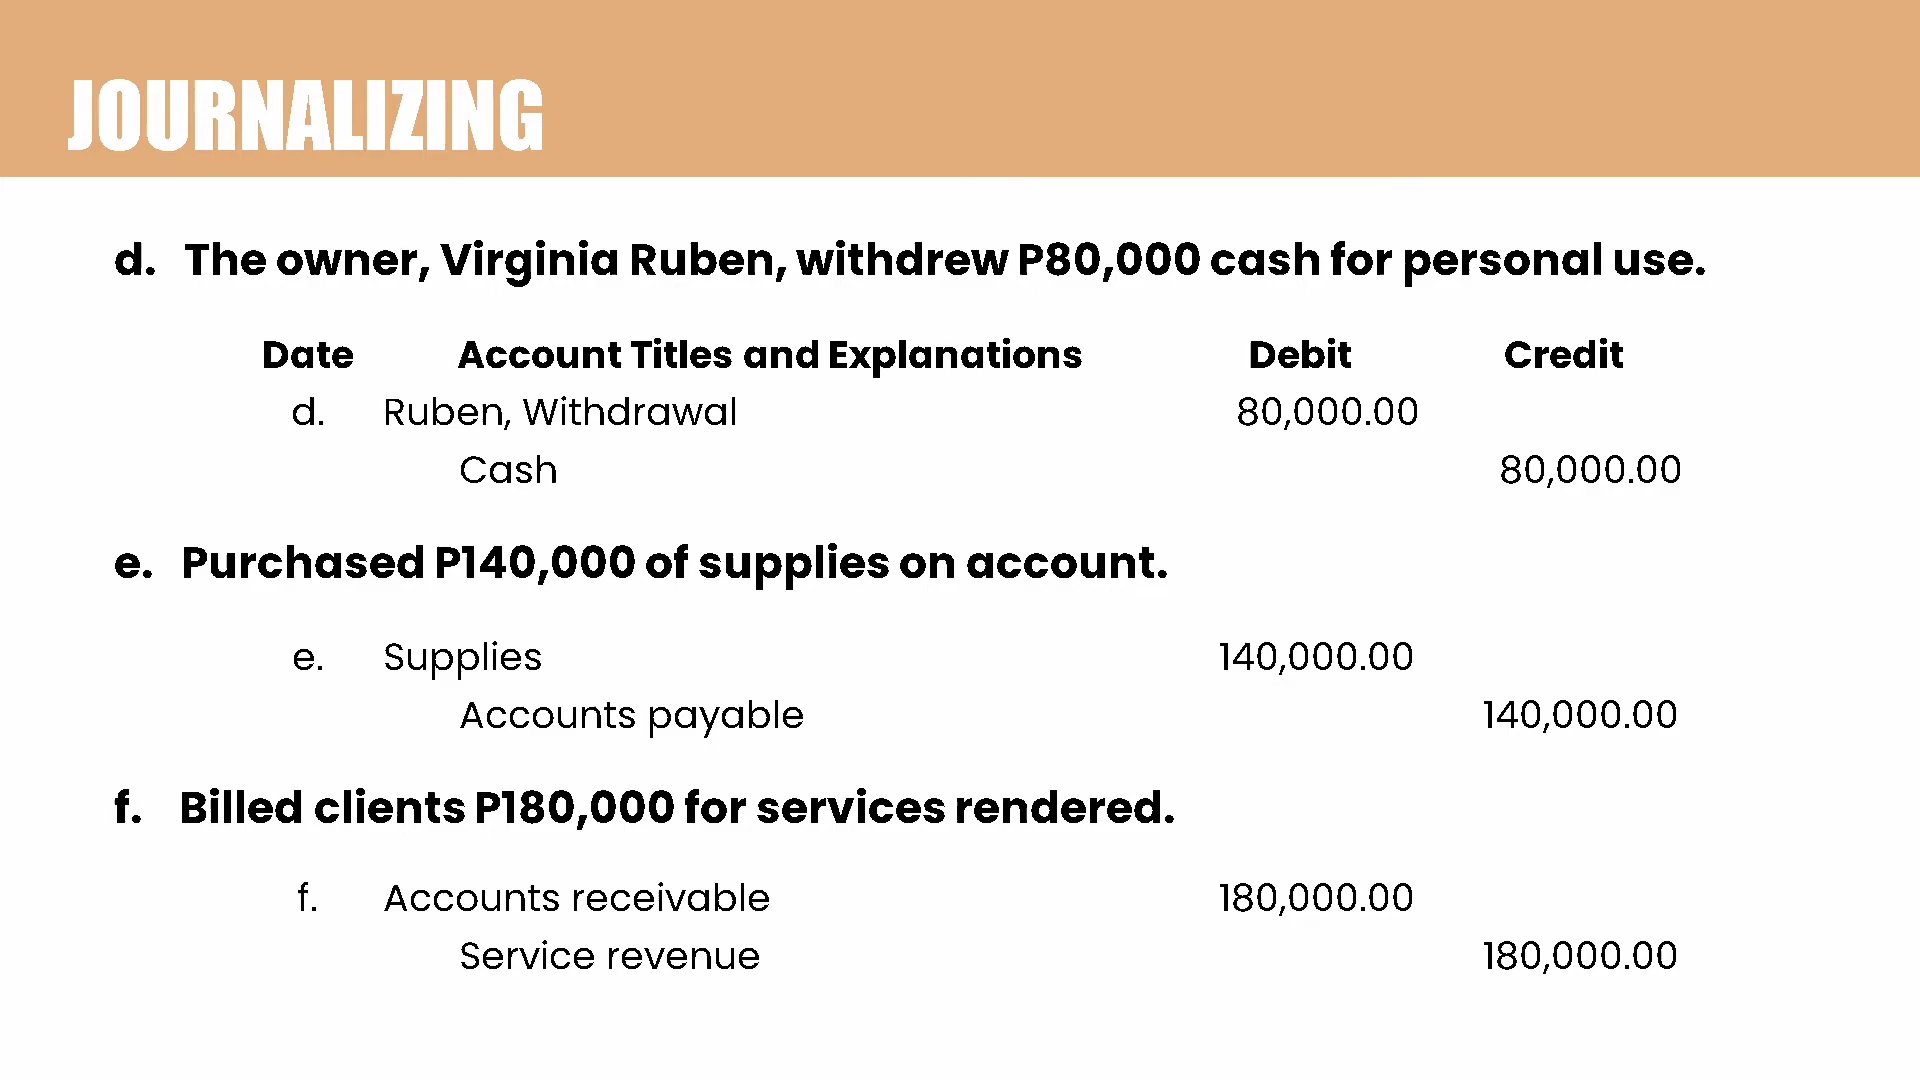 JOURNALIZING
d. The owner, Virginia Ruben, withdrew P80,000 cash for personal use.
Date Account Titles and Explanations Debit Credit
d. Ruben, Withdrawal 80,000.00
Cash 80,000.00
e. Purchased P140,000 of supplies on account.
e. Supplies 140,000.00
Accounts payable 140,000.00
f. Billed clients P180,000 for services rendered.
f. Accounts receivable 180,000.00
Service revenue 180,000.00